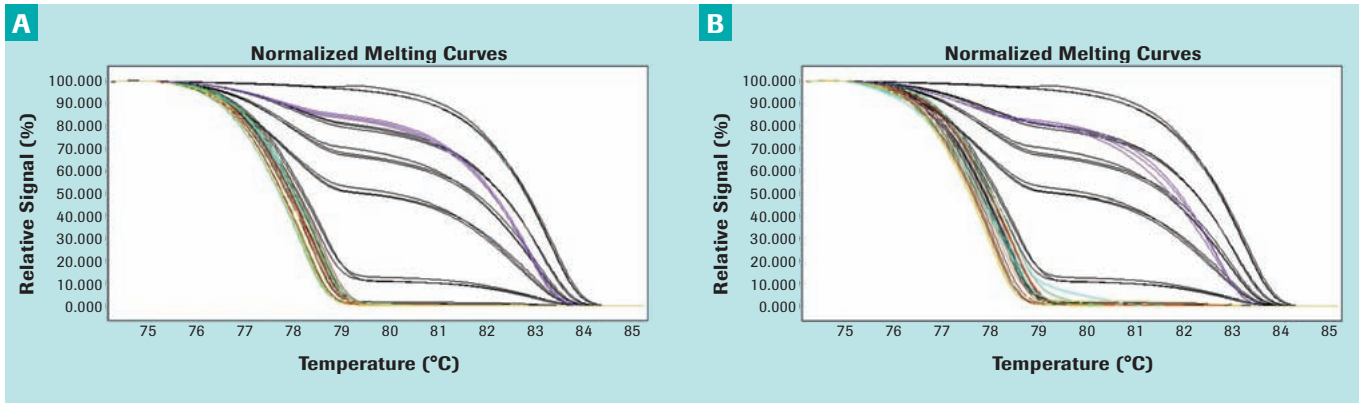 A
Normalized Melting Curves
Relative Signal (%)
100.000
90.000
80.000
70.000
60.000
50.000
40.000
30.000
20.000
10.000
0.000
75 76 77 78 79 80 81 82 83 84 85
Temperature (°C)
B
Normalized Melting Curves
Relative Signal (%)
100.000
90.000
80.000
70.000
60.000
50.000
40.000
30.000
20.000
10.000
0.000
75 76 77 78 79 80 81 82 83 84 85
Temperature (°C)